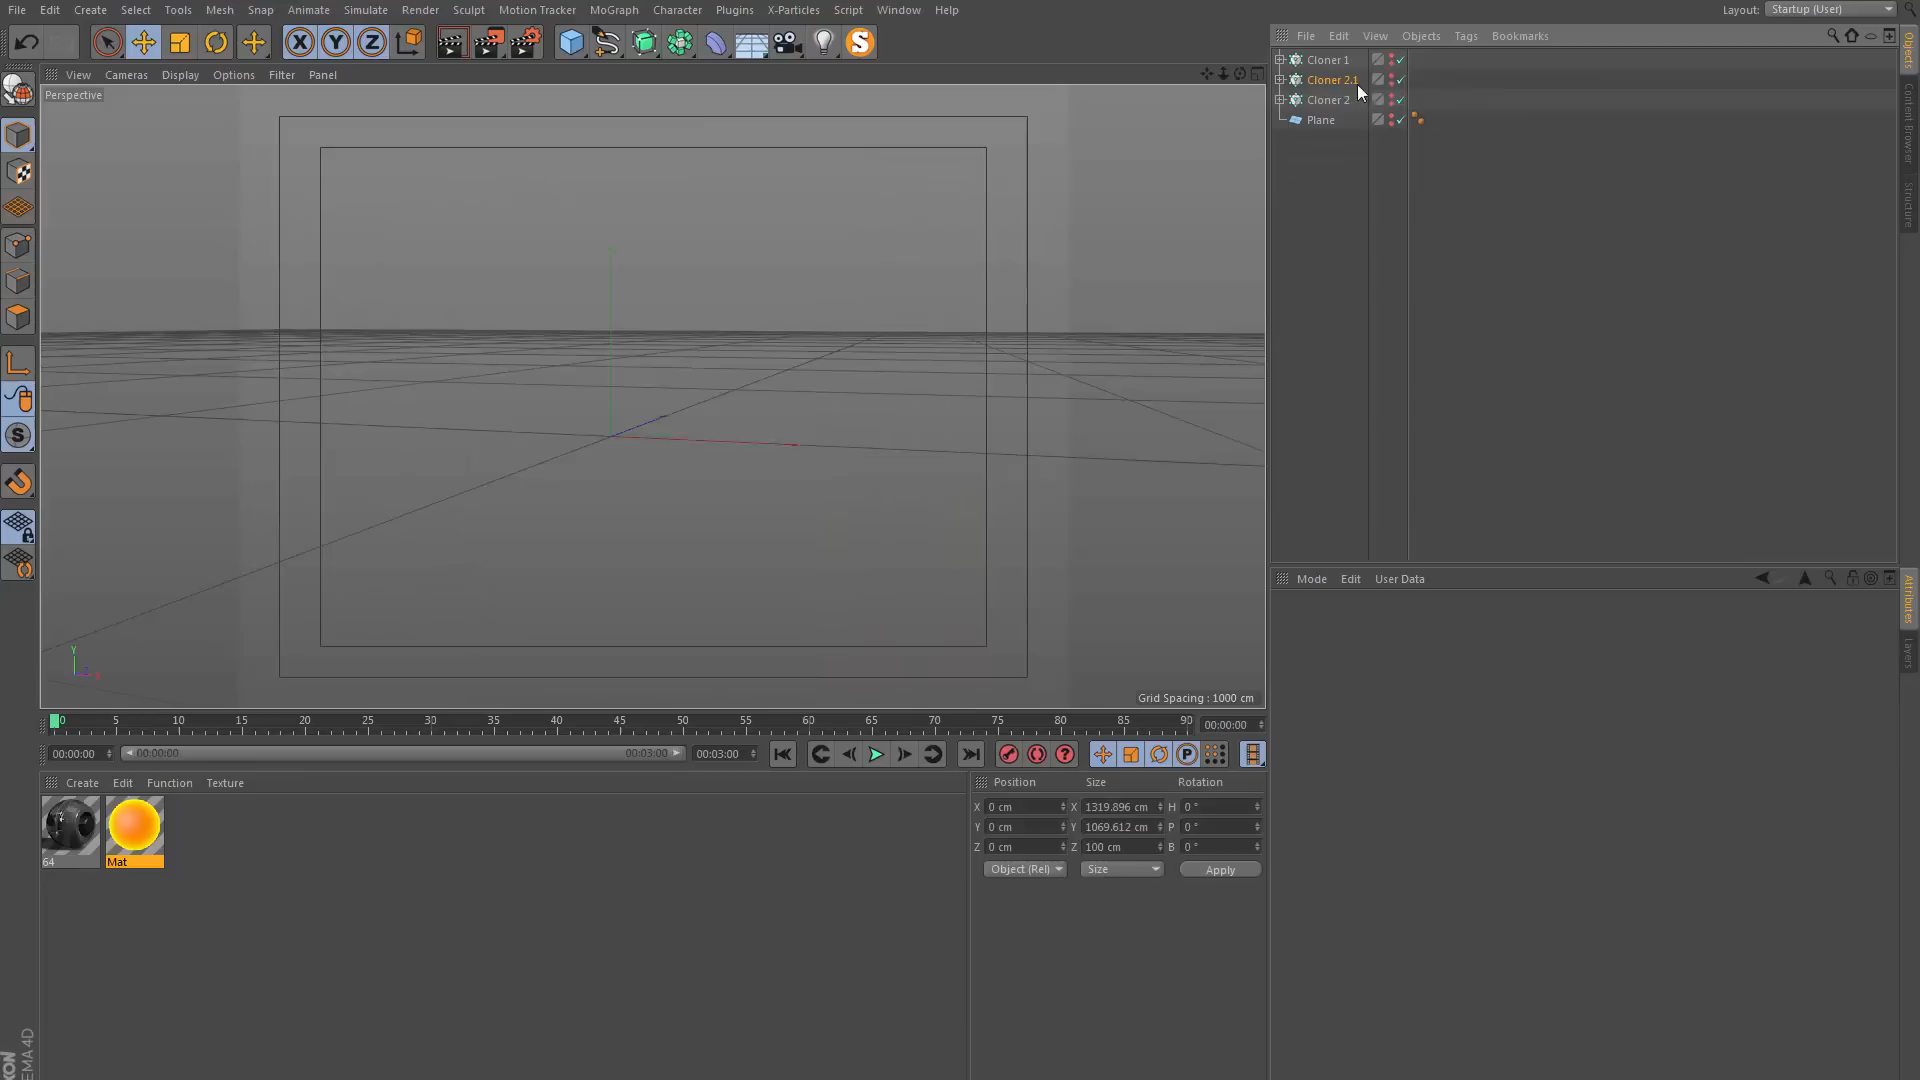 File Edit Create Select Tools Mesh Snap Animate Simulate Render Sculpt Motion Tracker MoGraph Character Plugins X-Particles Script Window Help Layout: Startup (User)
X Y Z S
File Edit View Objects Tags Bookmarks
Cloner 1
Cloner 2.1
Cloner 2
Plane
Objects
Content Browser
Structure
View Cameras Display Options Filter Panel
Perspective
Y
Grid Spacing : 1000 cm
S
Mode Edit User Data
Attributes
Layers
0 5 10 15 20 25 30 35 40 45 50 55 60 65 70 75 80 85 90 00:00:00
00:00:00 00:00:00 00:03:00 00:03:00 P
Create Edit Function Texture
64
Mat
Position Size Rotation
X 0 cm X 1319.896 cm H 0 °
Y 0 cm Y 1069.612 cm P 0 °
Z 0 cm Z 100 cm B 0 °
Object (Rel) Size Apply